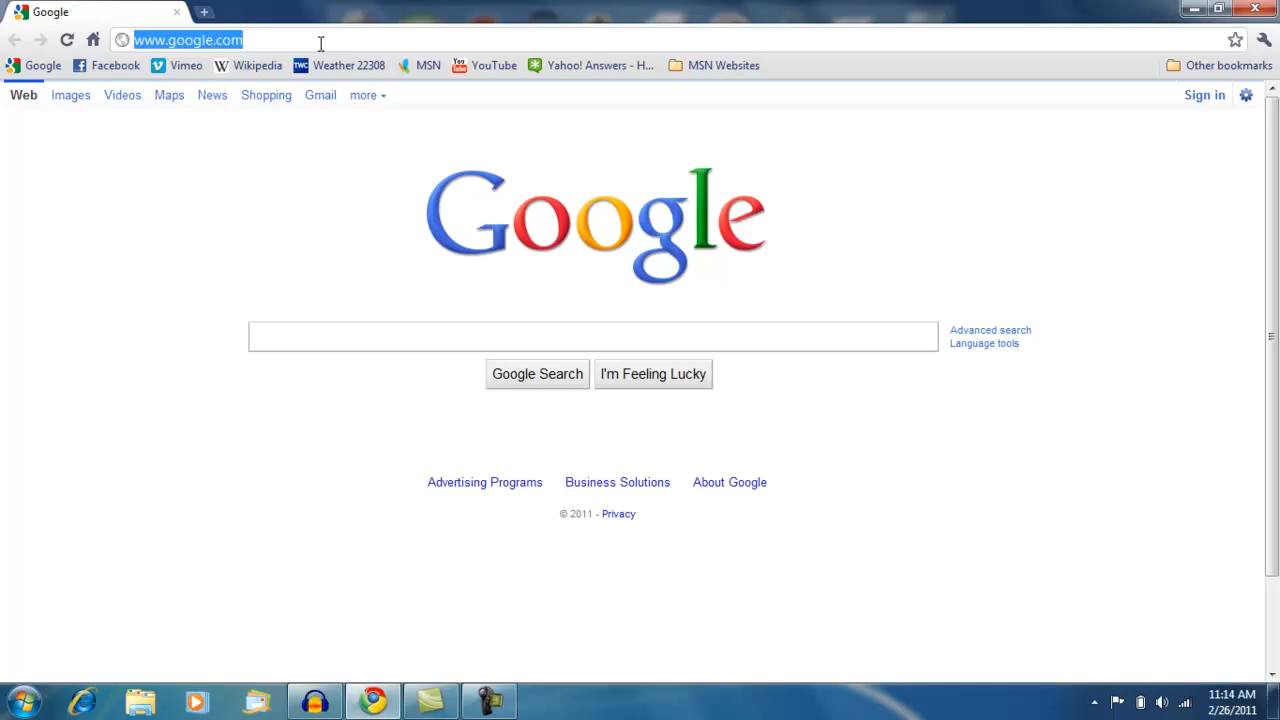 Google
www.google.com
Google Facebook Vimeo Wikipedia Weather 22308 MSN YouTube Yahoo! Answers - H... MSN Websites Other bookmarks
Web Images Videos Maps News Shopping Gmail more Sign in
Google
Advanced search
Language tools
Google Search I'm Feeling Lucky
Advertising Programs Business Solutions About Google
© 2011 - Privacy
11:14 AM
2/26/2011